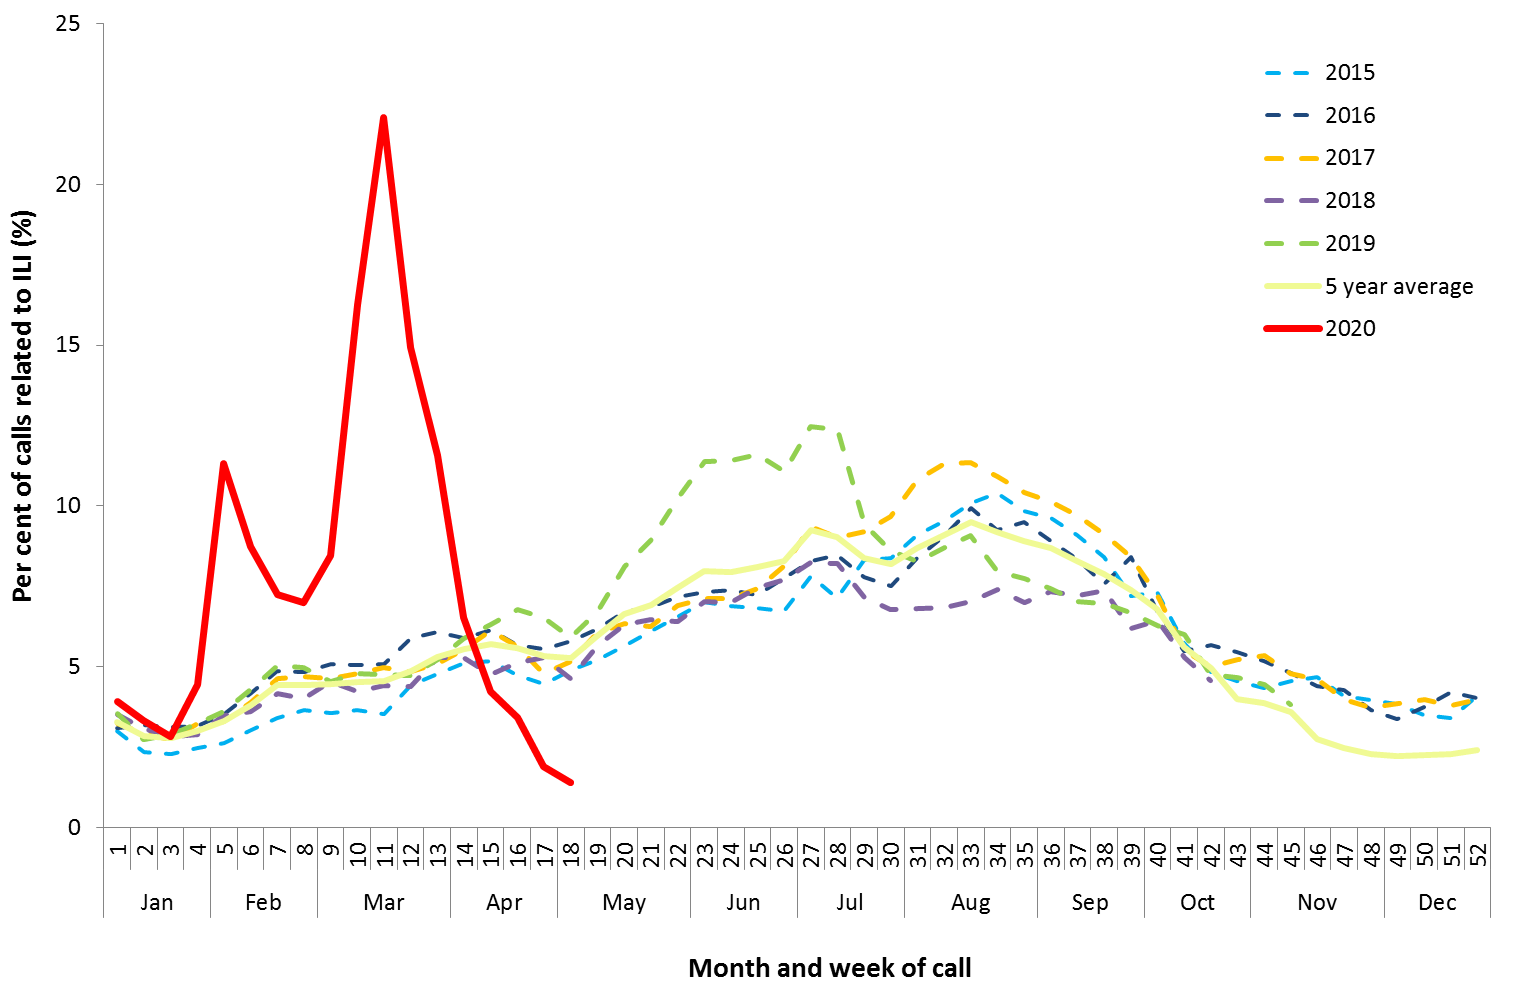 25
20
15
10
5
0
Per cent of calls related to ILI (%)
2015
2016
2017
2018
2019
5 year average
2020
1 2 3 4 5 6 7 8 9 10 11 12 13 14 15 16 17 18 19 20 21 22 23 24 25 26 27 28 29 30 31 32 33 34 35 36 37 38 39 40 41 42 43 44 45 46 47 48 49 50 51 52
Jan Feb Mar Apr May Jun Jul Aug Sep Oct Nov Dec
Month and week of call